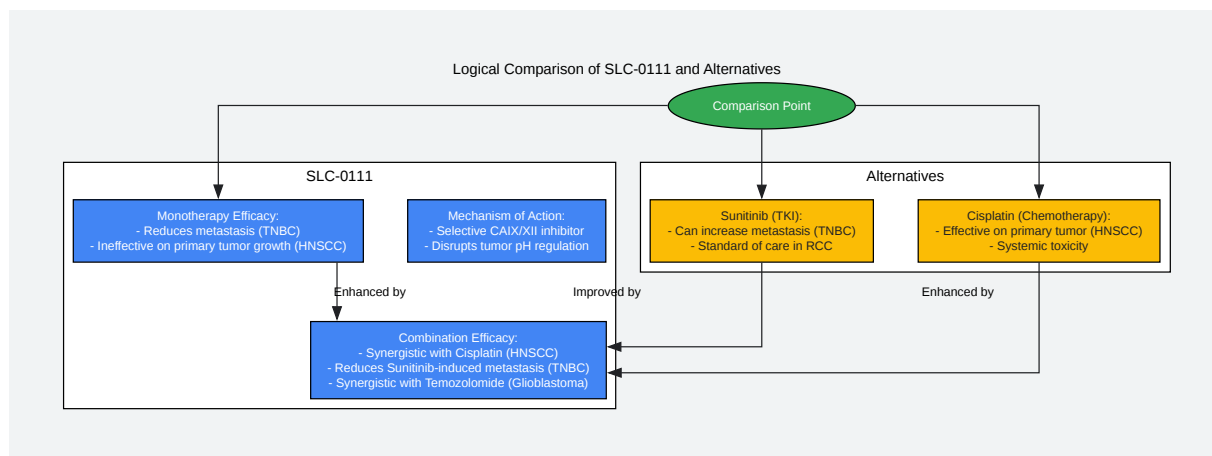 Logical Comparison of SLC-0111 and Alternatives
Comparison Point
SLC-0111
Monotherapy Efficacy:
- Reduces metastasis (TNBC)
- Ineffective on primary tumor growth (HNSCC)
Mechanism of Action:
- Selective CAIX/XII inhibitor
- Disrupts tumor pH regulation
Alternatives
Sunitinib (TKI):
- Can increase metastasis (TNBC)
- Standard of care in RCC
Cisplatin (Chemotherapy):
- Effective on primary tumor (HNSCC)
- Systemic toxicity
Enhanced by
Improved by
Enhanced by
Combination Efficacy:
- Synergistic with Cisplatin (HNSCC)
- Reduces Sunitinib-induced metastasis (TNBC)
- Synergistic with Temozolomide (Glioblastoma)